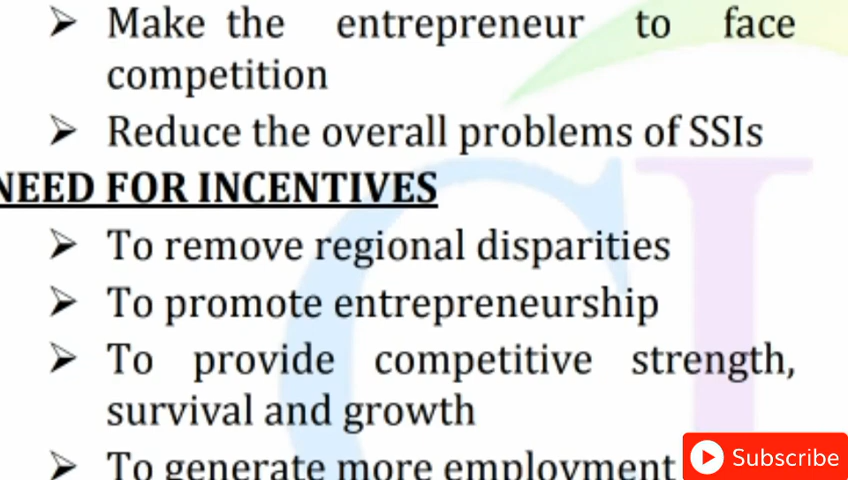 ➢ Make the entrepreneur to face
competition
➢ Reduce the overall problems of SSIs
NEED FOR INCENTIVES
➢ To remove regional disparities
➢ To promote entrepreneurship
➢ To provide competitive strength,
survival and growth
➢ To generate more employment
Subscribe
CI